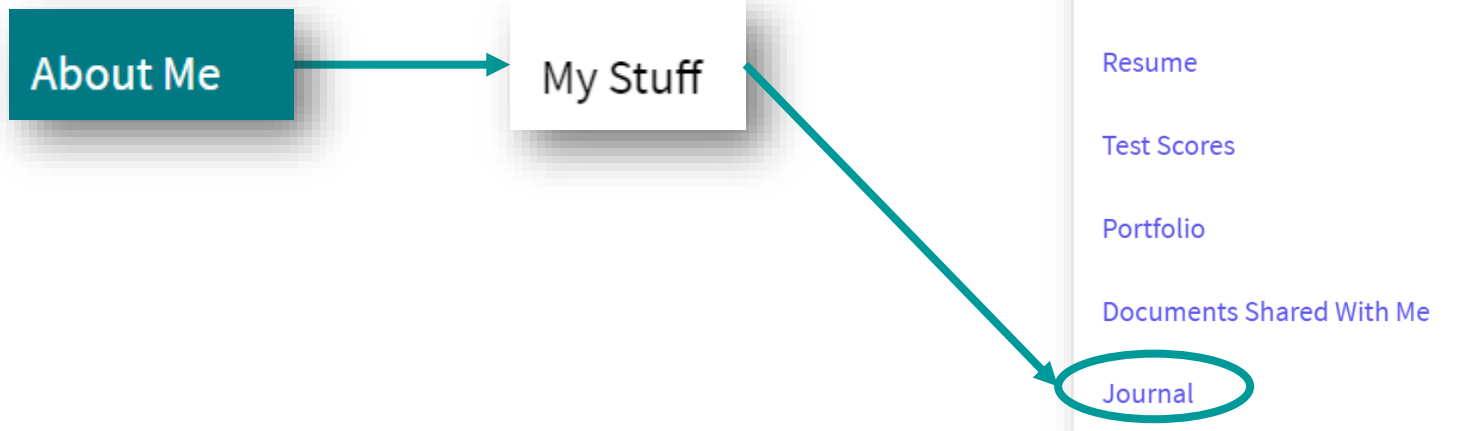 About Me
My Stuff
Resume
Test Scores
Portfolio
Documents Shared With Me
Journal